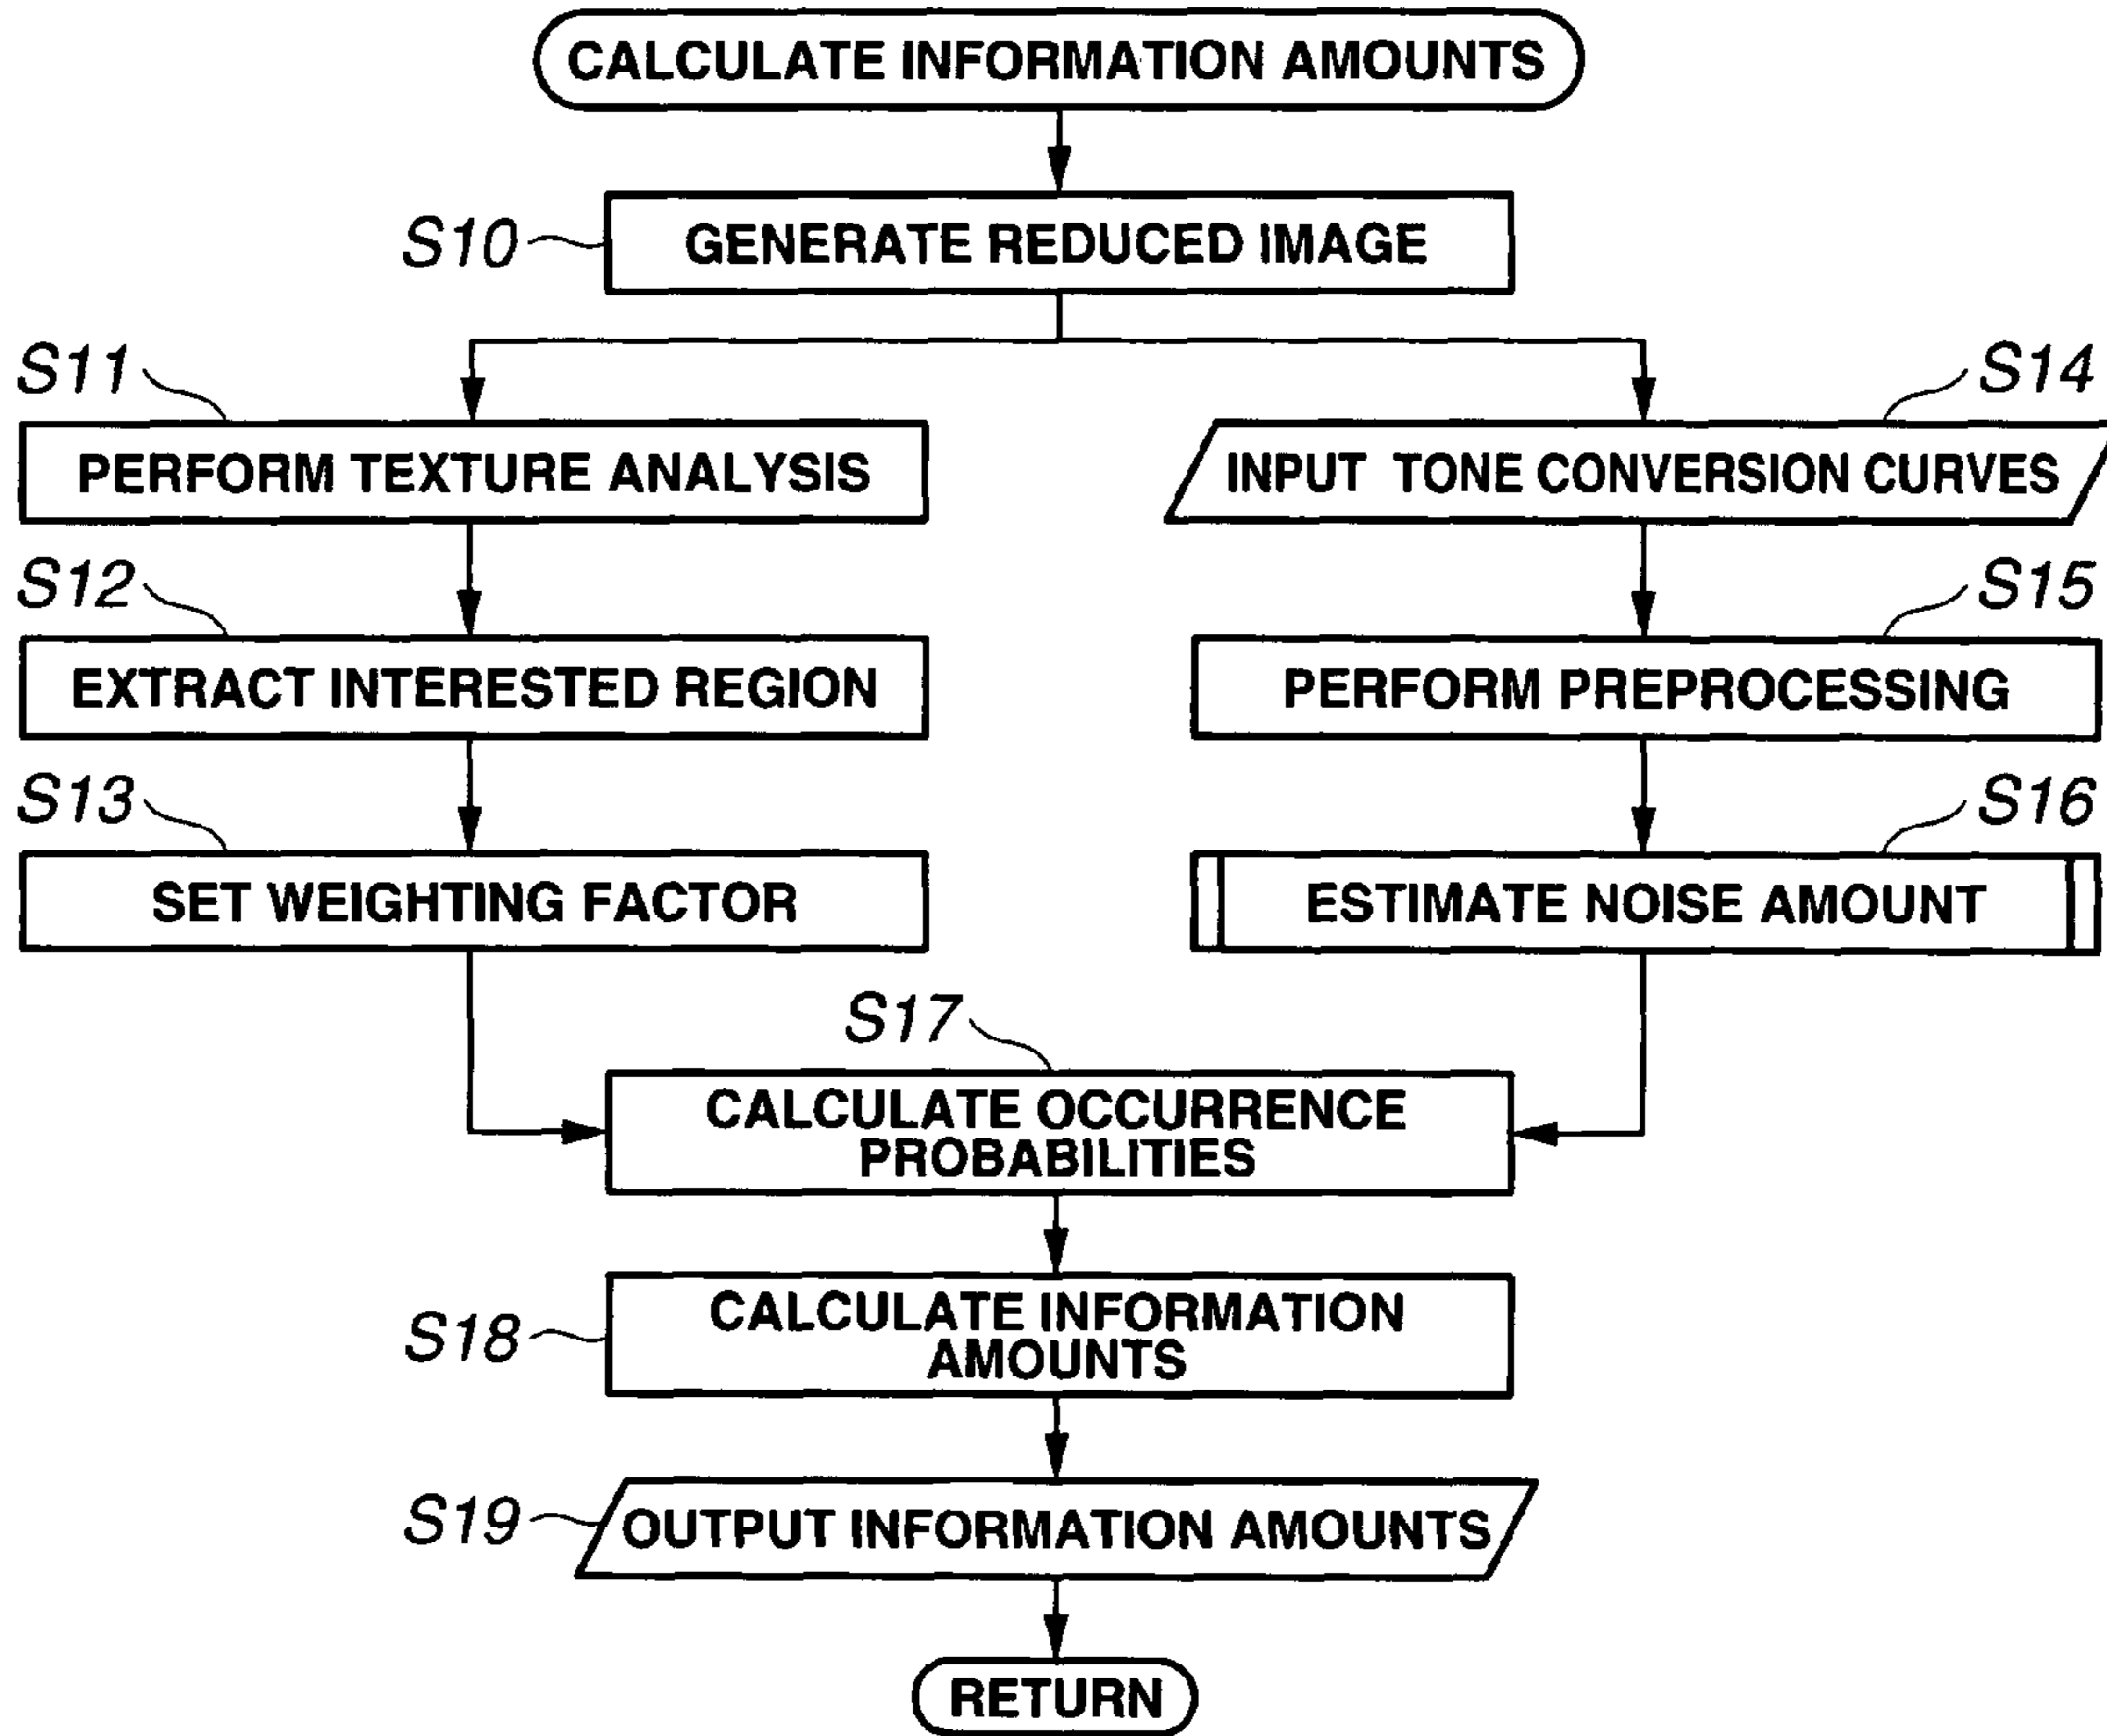 CALCULATE INFORMATION AMOUNTS
S10
GENERATE REDUCED IMAGE
S11
PERFORM TEXTURE ANALYSIS
S14
INPUT TONE CONVERSION CURVES
S12
EXTRACT INTERESTED REGION
S15
PERFORM PREPROCESSING
S13
SET WEIGHTING FACTOR
S16
ESTIMATE NOISE AMOUNT
S17
CALCULATE OCCURRENCE
PROBABILITIES
S18
CALCULATE INFORMATION
AMOUNTS
S19
OUTPUT INFORMATION AMOUNTS
RETURN